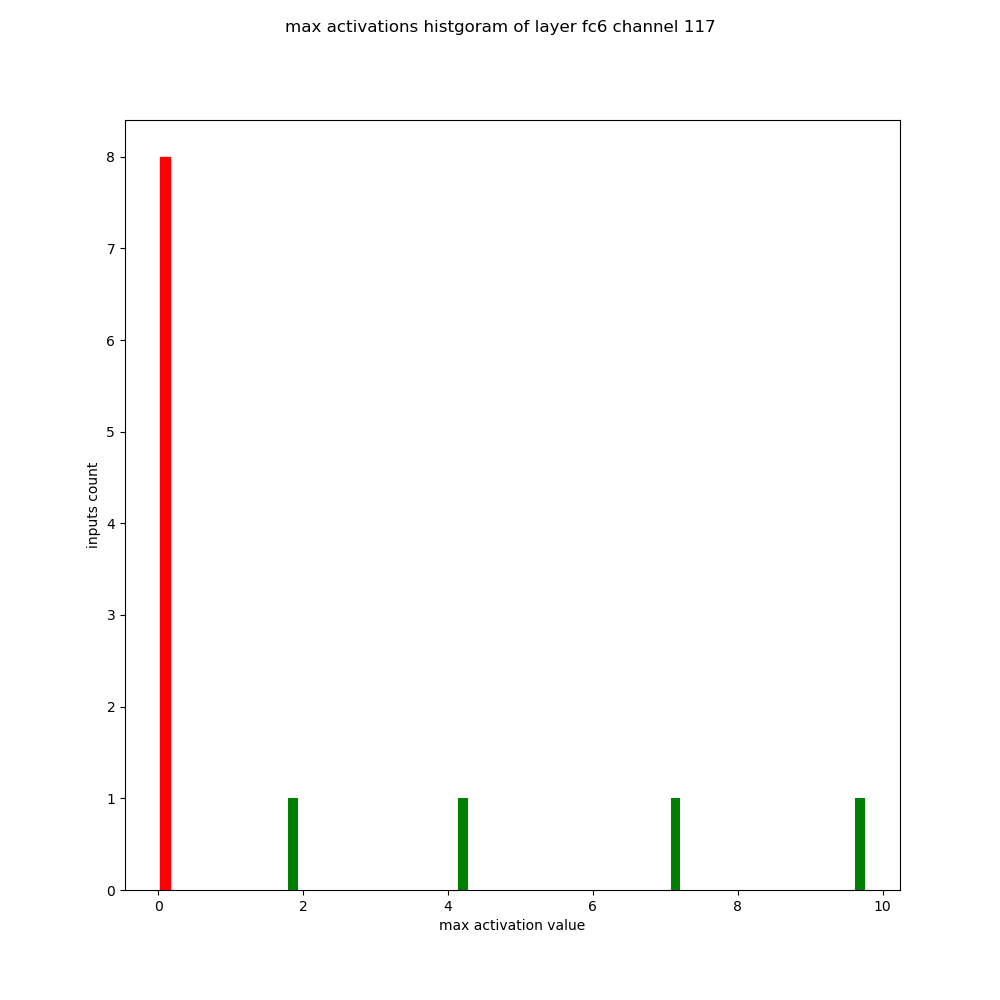 max activations histgoram of layer fc6 channel 117
8
7
6
5
4
3
2
1
0
inputs count
0 2 4 6 8 10
max activation value